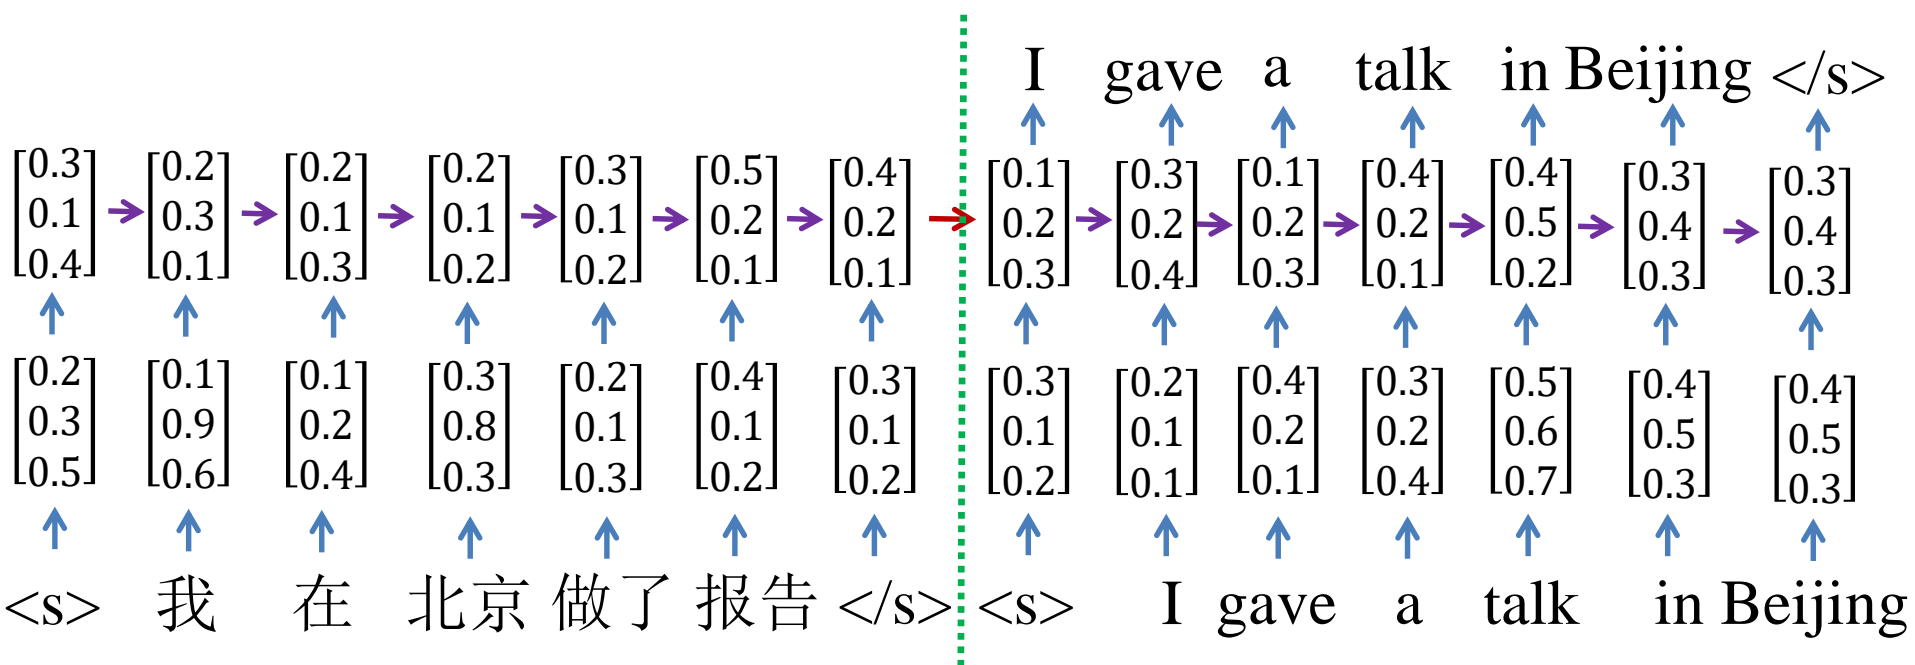 I gave a talk in Beijing </s>
[0.3 0.1 0.4] [0.2 0.3 0.1] [0.2 0.1 0.3] [0.2 0.1 0.2] [0.3 0.1 0.2] [0.5 0.2 0.1] [0.4 0.2 0.1] [0.1 0.2 0.3] [0.3 0.2 0.4] [0.1 0.2 0.3] [0.4 0.2 0.1] [0.4 0.5 0.2] [0.3 0.4 0.3] [0.3 0.4 0.3]
[0.2 0.3 0.5] [0.1 0.9 0.6] [0.1 0.2 0.4] [0.3 0.8 0.3] [0.2 0.1 0.3] [0.4 0.1 0.2] [0.3 0.1 0.2] [0.3 0.1 0.2] [0.2 0.1 0.1] [0.4 0.2 0.1] [0.3 0.2 0.4] [0.5 0.6 0.7] [0.4 0.5 0.3] [0.4 0.5 0.3]
<s> 我 在 北京 做了 报告 </s> <s> I gave a talk in Beijing